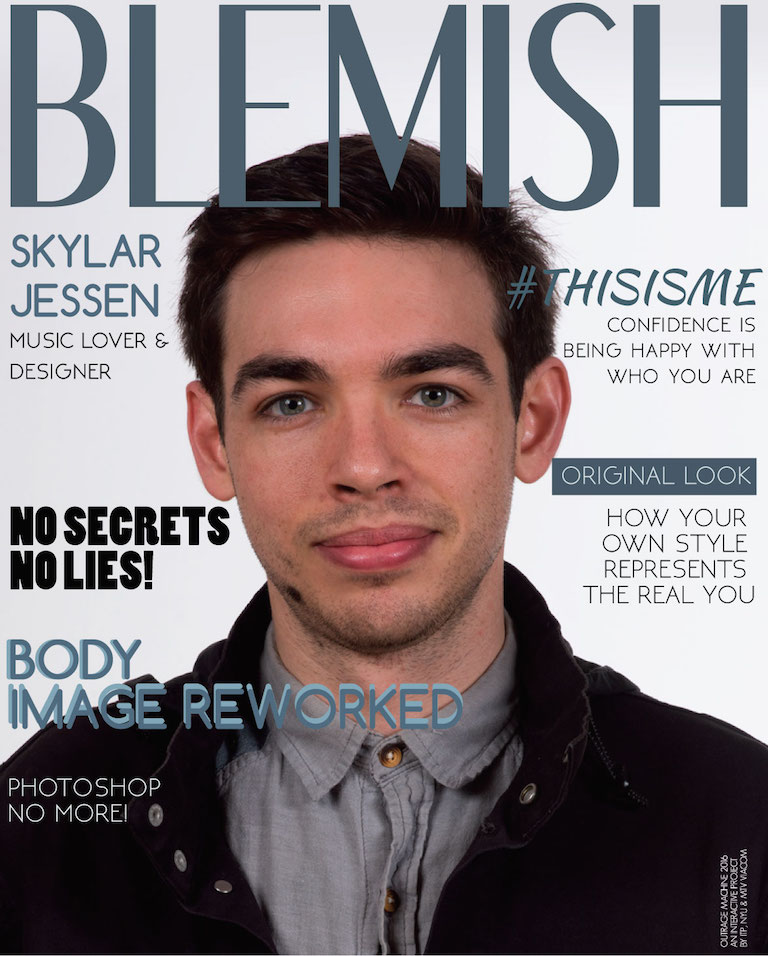 BLEMISH
SKYLAR
JESSEN
MUSIC LOVER &
DESIGNER
#THISISME
CONFIDENCE IS
BEING HAPPY WITH
WHO YOU ARE
ORIGINAL LOOK
HOW YOUR
OWN STYLE
REPRESENTS
THE REAL YOU
NO SECRETS
NO LIES!
BODY
IMAGE REWORKED
PHOTOSHOP
NO MORE!
OUTRAGE MACHINE 2016
AN INTERACTIVE PROJECT
BY ITP, NYU & MTV VIACOM